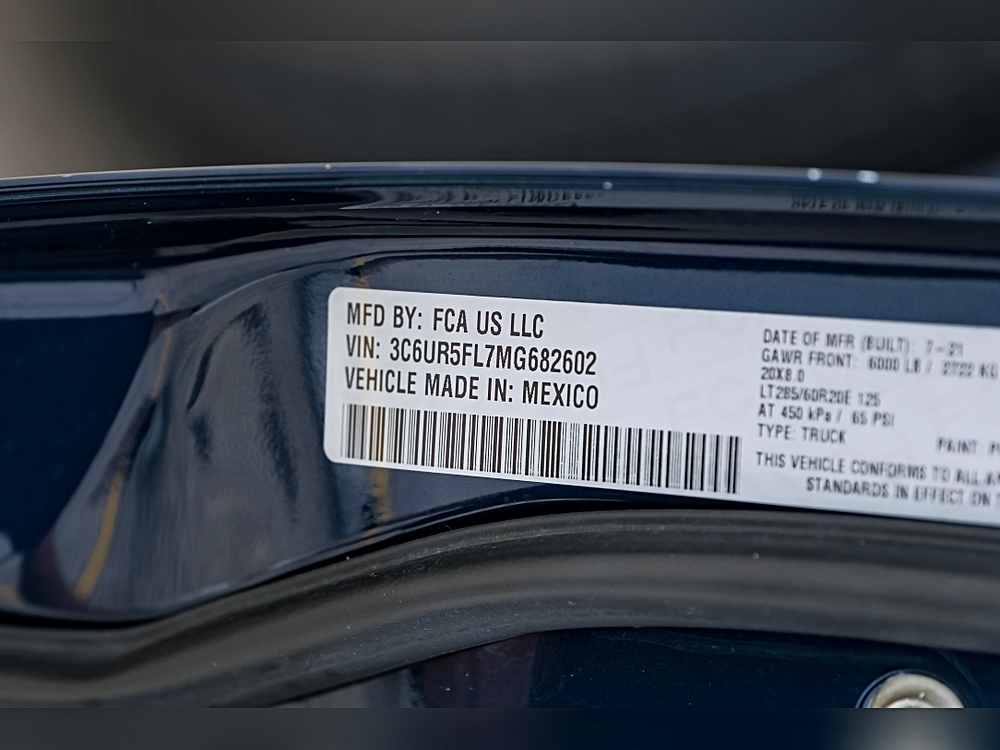 MFD BY: FCA US LLC
VIN: 3C6UR5FL7MG682602
VEHICLE MADE IN: MEXICO
DATE OF MFR (BUILT): 7-21
GAWR FRONT: 6000 LB / 2722 KG
20X8.0
LT285/60R20E 125
AT 450 kPa / 65 PSI
TYPE: TRUCK
PAINT:
THIS VEHICLE CONFORMS TO ALL
STANDARDS IN EFFECT ON